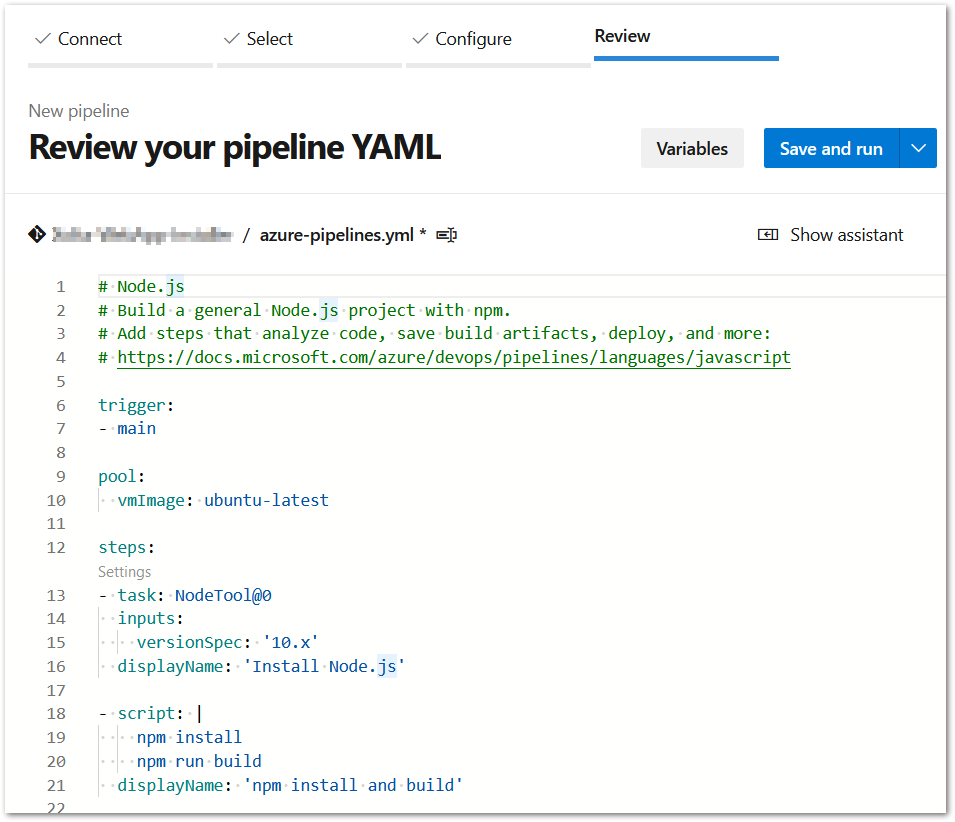 Connect
Select
Configure
Review
New pipeline
Review your pipeline YAML
Variables
Save and run
/ azure-pipelines.yml *
Show assistant
1 # Node.js
2 # Build a general Node.js project with npm.
3 # Add steps that analyze code, save build artifacts, deploy, and more:
4 # https://docs.microsoft.com/azure/devops/pipelines/languages/javascript
5
6 trigger:
7 - main
8
9 pool:
10   vmImage: ubuntu-latest
11
12 steps:
Settings
13 - task: NodeTool@0
14   inputs:
15     versionSpec: '10.x'
16   displayName: 'Install Node.js'
17
18 - script: |
19     npm install
20     npm run build
21   displayName: 'npm install and build'
22